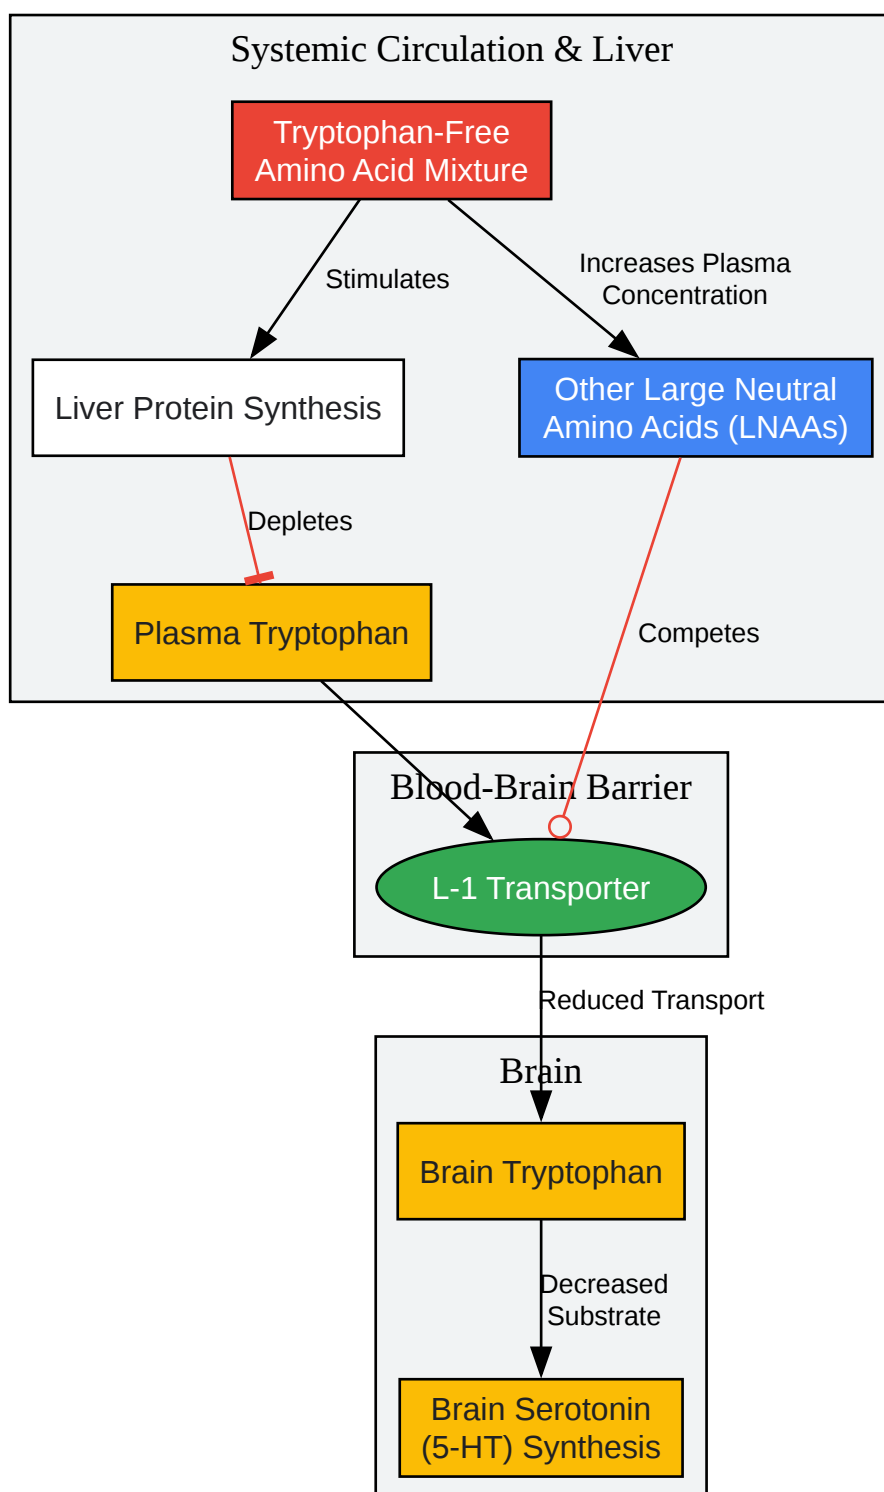 Systemic Circulation & Liver
Tryptophan-Free
Amino Acid Mixture
Stimulates
Increases Plasma
Concentration
Liver Protein Synthesis
Other Large Neutral
Amino Acids (LNAAs)
Depletes
Plasma Tryptophan
Competes
Blood-Brain Barrier
L-1 Transporter
Reduced Transport
Brain
Brain Tryptophan
Decreased
Substrate
Brain Serotonin
(5-HT) Synthesis